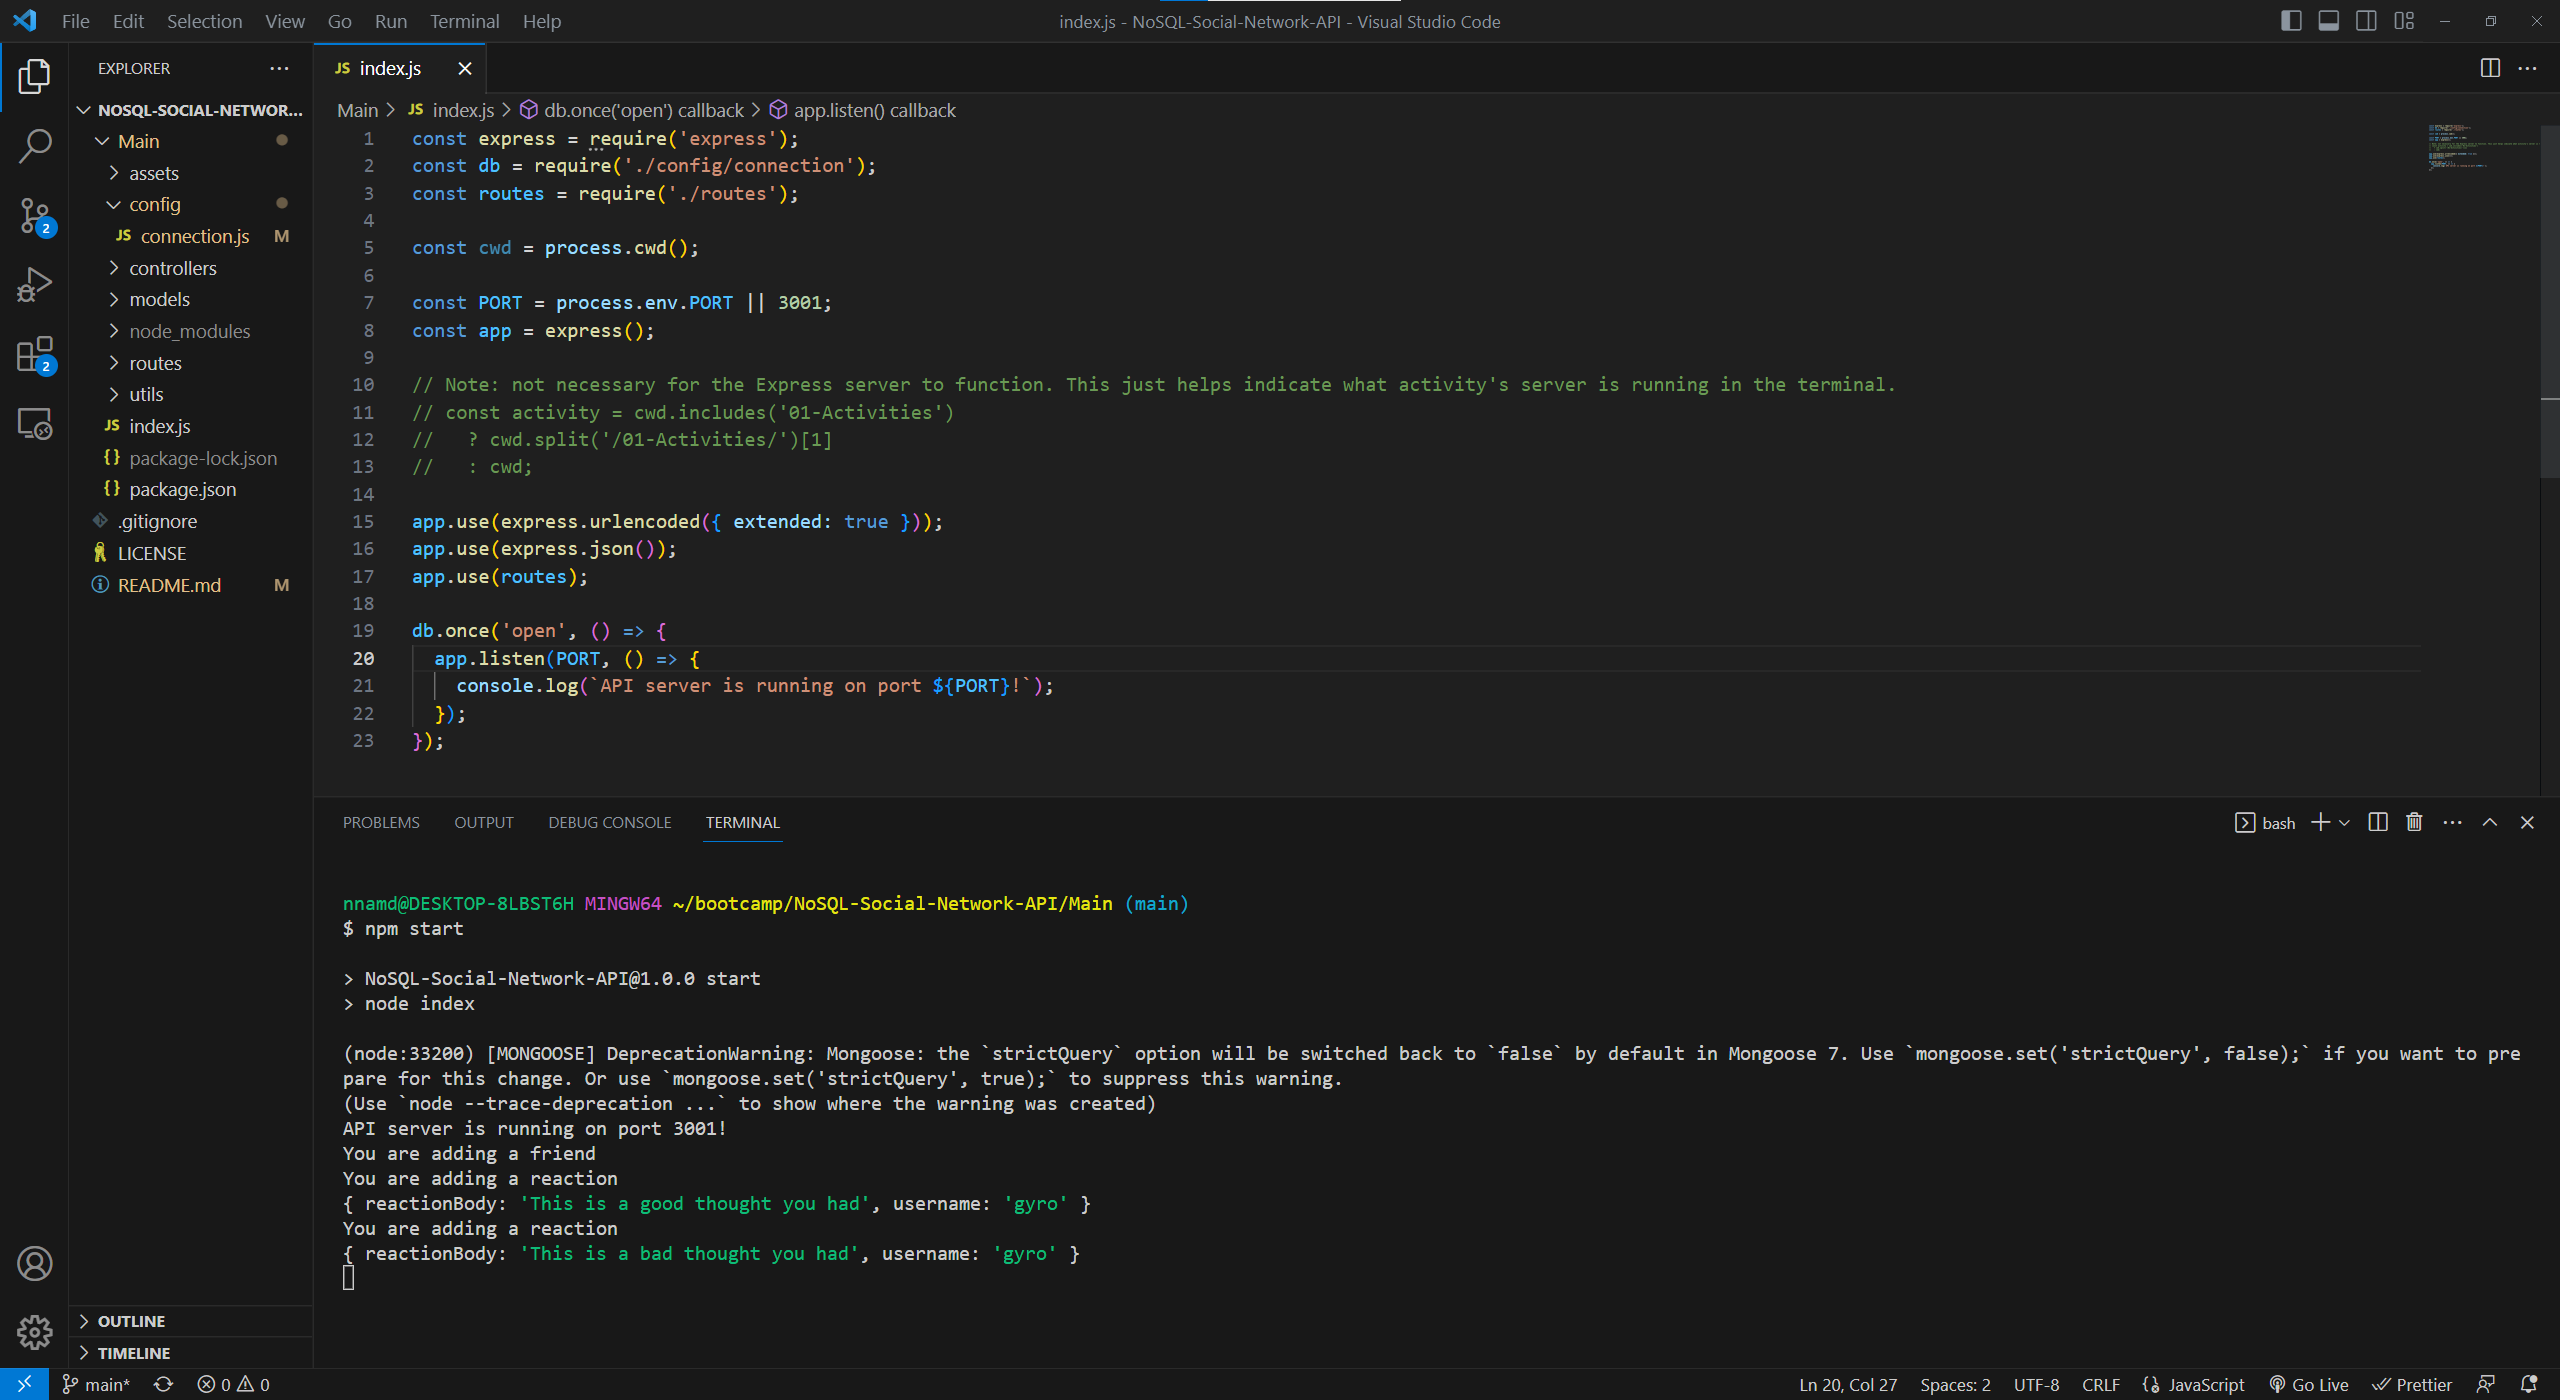 File Edit Selection View Go Run Terminal Help
index.js - NoSQL-Social-Network-API - Visual Studio Code
EXPLORER
NOSQL-SOCIAL-NETWOR...
Main
assets
config
JS connection.js M
controllers
models
node_modules
routes
utils
JS index.js
{} package-lock.json
{} package.json
.gitignore
LICENSE
README.md M
OUTLINE
TIMELINE
2
2
JS index.js
Main > JS index.js > db.once('open') callback > app.listen() callback
1 const express = require('express');
2 const db = require('./config/connection');
3 const routes = require('./routes');
4
5 const cwd = process.cwd();
6
7 const PORT = process.env.PORT || 3001;
8 const app = express();
9
10 // Note: not necessary for the Express server to function. This just helps indicate what activity's server is running in the terminal.
11 // const activity = cwd.includes('01-Activities')
12 //   ? cwd.split('/01-Activities/')[1]
13 //   : cwd;
14
15 app.use(express.urlencoded({ extended: true }));
16 app.use(express.json());
17 app.use(routes);
18
19 db.once('open', () => {
20   app.listen(PORT, () => {
21     console.log(`API server is running on port ${PORT}!`);
22   });
23 });
PROBLEMS OUTPUT DEBUG CONSOLE TERMINAL
bash
nnamd@DESKTOP-8LBST6H MINGW64 ~/bootcamp/NoSQL-Social-Network-API/Main (main)
$ npm start
> NoSQL-Social-Network-API@1.0.0 start
> node index
(node:33200) [MONGOOSE] DeprecationWarning: Mongoose: the `strictQuery` option will be switched back to `false` by default in Mongoose 7. Use `mongoose.set('strictQuery', false);` if you want to pre
pare for this change. Or use `mongoose.set('strictQuery', true);` to suppress this warning.
(Use `node --trace-deprecation ...` to show where the warning was created)
API server is running on port 3001!
You are adding a friend
You are adding a reaction
{ reactionBody: 'This is a good thought you had', username: 'gyro' }
You are adding a reaction
{ reactionBody: 'This is a bad thought you had', username: 'gyro' }
main* 0 0
Ln 20, Col 27 Spaces: 2 UTF-8 CRLF {} JavaScript Go Live Prettier